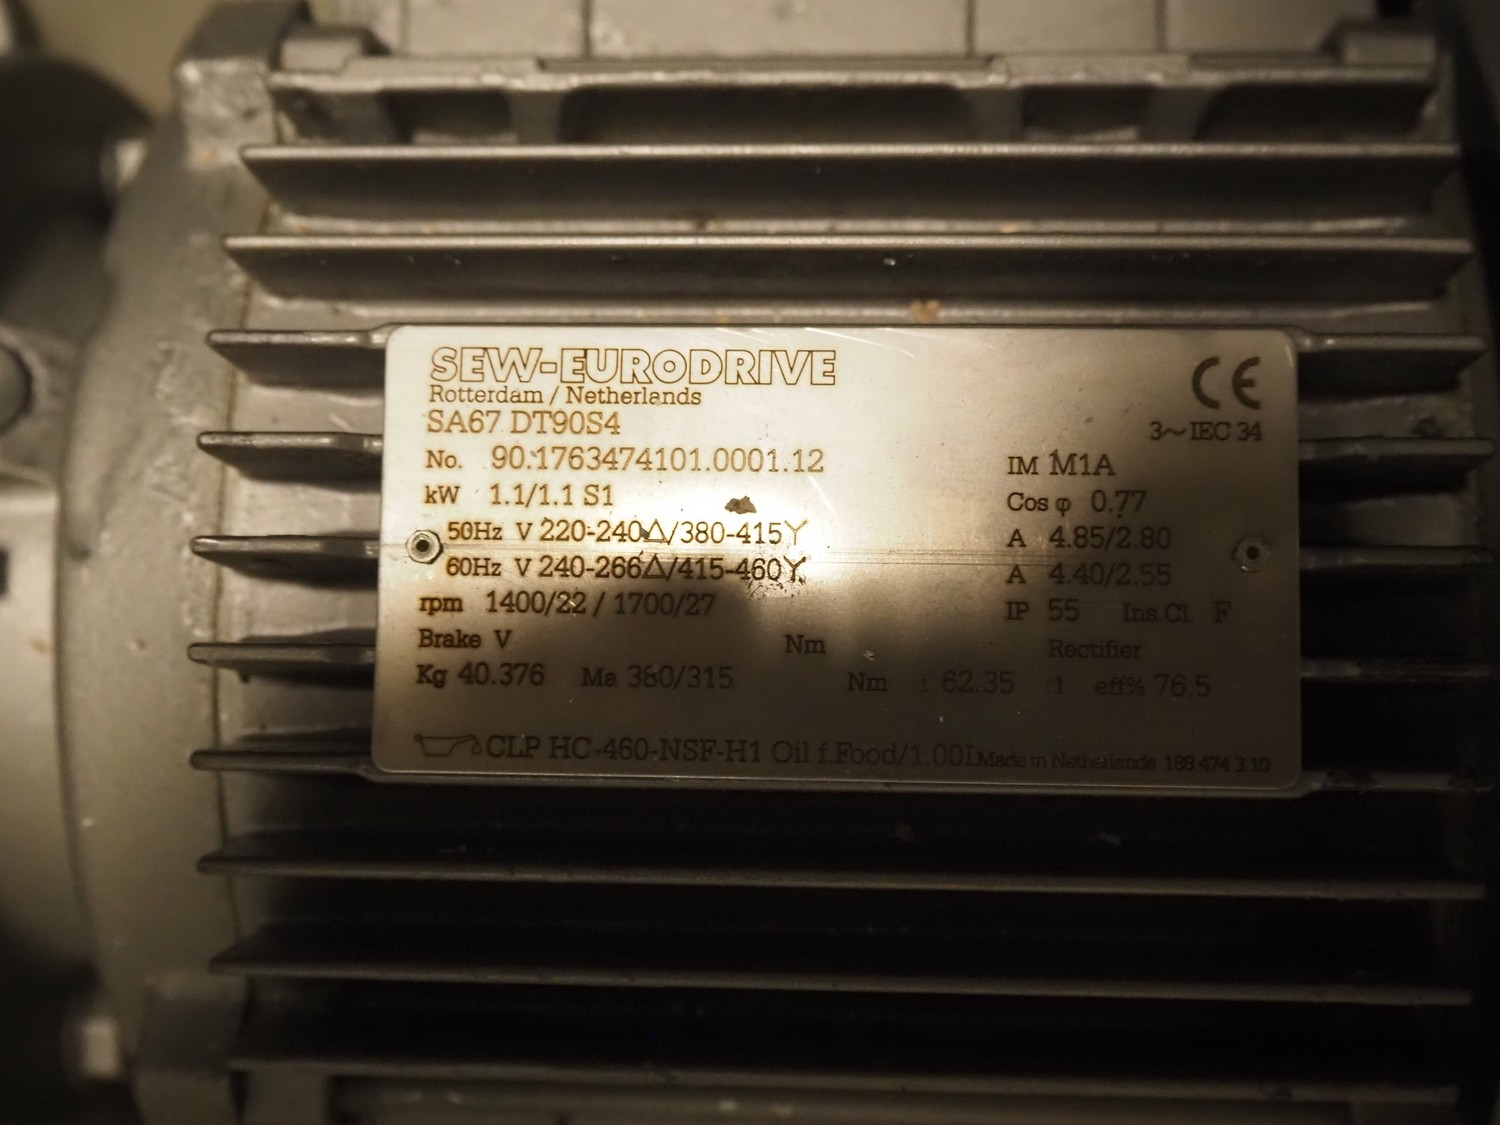 SEW-EURODRIVE
Rotterdam / Netherlands
CE
SA67 DT90S4
3~ IEC 34
No. 90.1763474101.0001.12
IM M1A
kW 1.1/1.1 S1
Cos φ 0.77
50Hz V 220-240△/380-415Y
A 4.85/2.80
60Hz V 240-266△/415-460Y
A 4.40/2.55
rpm 1400/22 / 1700/27
IP 55 Ins.Cl. F
Brake V Nm Rectifier
Kg 40.376 Ma 380/315 Nm i 62.35 :1 eff% 76.5
CLP HC-460-NSF-H1 Oil f.Food/1.00L
Made in Netherlands 188 474 3.10